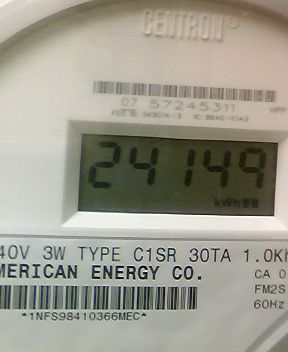 CENTRON®
07 57245311
24149
kWh
40V 3W TYPE C1SR 30TA 1.0Kh
MERICAN ENERGY CO.
CA 0
FM2S
60Hz
*1NFS98410366MEC*